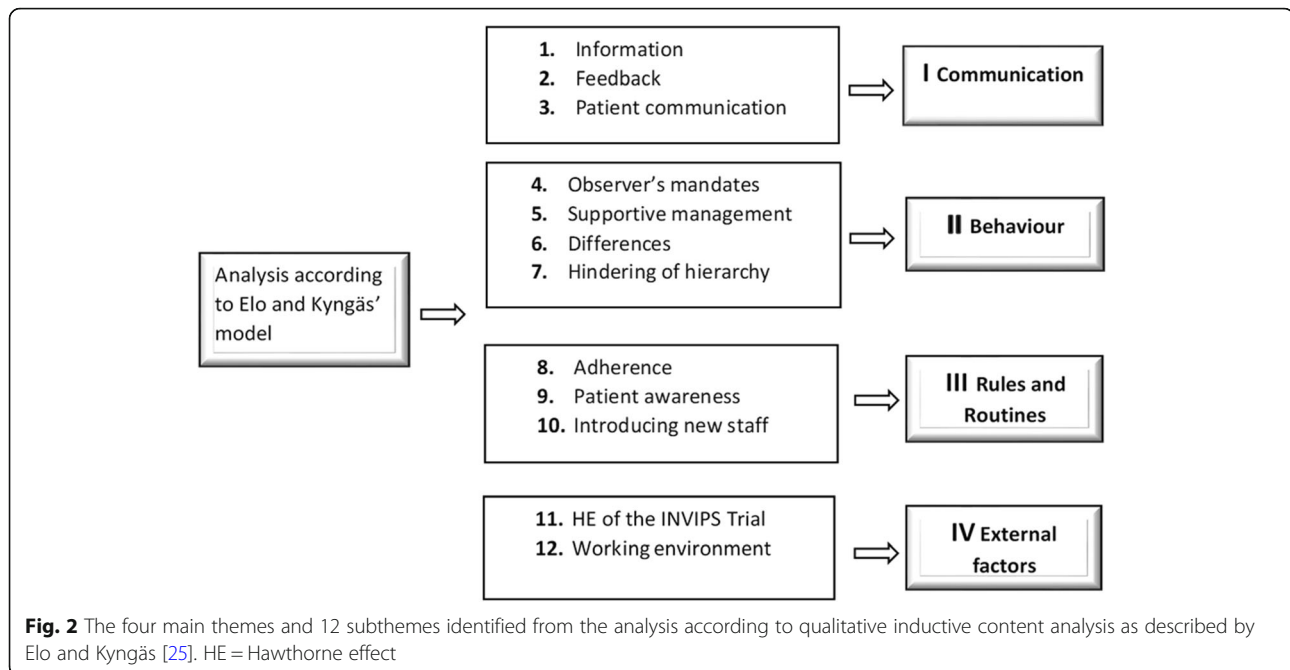 1. Information
2. Feedback
3. Patient communication
I Communication
4. Observer's mandates
5. Supportive management
6. Differences
7. Hindering of hierarchy
II Behaviour
Analysis according
to Elo and Kyngäs'
model
8. Adherence
9. Patient awareness
10. Introducing new staff
III Rules and
Routines
11. HE of the INVIPS Trial
12. Working environment
IV External
factors
Fig. 2 The four main themes and 12 subthemes identified from the analysis according to qualitative inductive content analysis as described by
Elo and Kyngäs [25]. HE = Hawthorne effect